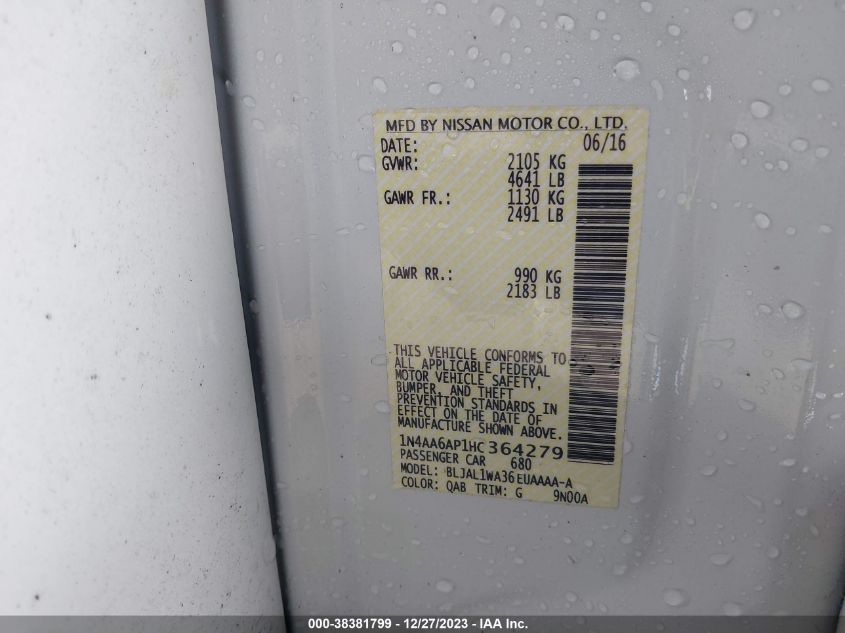 MFD BY NISSAN MOTOR CO., LTD.
DATE: 06/16
GVWR: 2105 KG
4641 LB
GAWR FR.: 1130 KG
2491 LB
GAWR RR.: 990 KG
2183 LB
THIS VEHICLE CONFORMS TO
ALL APPLICABLE FEDERAL
MOTOR VEHICLE SAFETY,
BUMPER, AND THEFT
PREVENTION STANDARDS IN
EFFECT ON THE DATE OF
MANUFACTURE SHOWN ABOVE.
1N4AA6AP1HC364279
PASSENGER CAR 680
MODEL: BLJAL1WA36EUAAAA-A
COLOR: QAB TRIM: G 9N00A
000-38381799 - 12/27/2023 - IAA Inc.